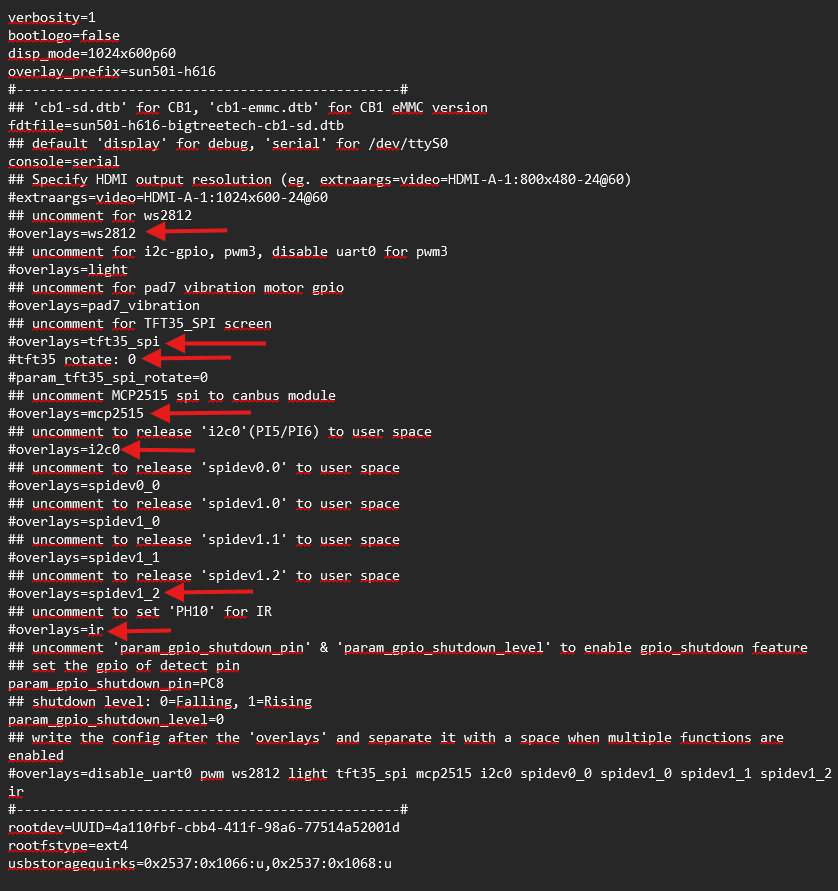 verbosity=1
bootlogo=false
disp_mode=1024x600p60
overlay_prefix=sun50i-h616
#------------------------------------------------#
## 'cb1-sd.dtb' for CB1, 'cb1-emmc.dtb' for CB1 eMMC version
fdtfile=sun50i-h616-bigtreetech-cb1-sd.dtb
## default 'display' for debug, 'serial' for /dev/ttyS0
console=serial
## Specify HDMI output resolution (eg. extraargs=video=HDMI-A-1:800x480-24@60)
#extraargs=video=HDMI-A-1:1024x600-24@60
## uncomment for ws2812
#overlays=ws2812
## uncomment for i2c-gpio, pwm3, disable uart0 for pwm3
#overlays=light
## uncomment for pad7 vibration motor gpio
#overlays=pad7_vibration
## uncomment for TFT35_SPI screen
#overlays=tft35_spi
#tft35 rotate: 0
#param_tft35_spi_rotate=0
## uncomment MCP2515 spi to canbus module
#overlays=mcp2515
## uncomment to release 'i2c0'(PI5/PI6) to user space
#overlays=i2c0
## uncomment to release 'spidev0.0' to user space
#overlays=spidev0_0
## uncomment to release 'spidev1.0' to user space
#overlays=spidev1_0
## uncomment to release 'spidev1.1' to user space
#overlays=spidev1_1
## uncomment to release 'spidev1.2' to user space
#overlays=spidev1_2
## uncomment to set 'PH10' for IR
#overlays=ir
## uncomment 'param_gpio_shutdown_pin' & 'param_gpio_shutdown_level' to enable gpio_shutdown feature
## set the gpio of detect pin
param_gpio_shutdown_pin=PC8
## shutdown level: 0=Falling, 1=Rising
param_gpio_shutdown_level=0
## write the config after the 'overlays' and separate it with a space when multiple functions are
enabled
#overlays=disable_uart0 pwm ws2812 light tft35_spi mcp2515 i2c0 spidev0_0 spidev1_0 spidev1_1 spidev1_2
ir
#------------------------------------------------#
rootdev=UUID=4a110fbf-cbb4-411f-98a6-77514a52001d
rootfstype=ext4
usbstoragequirks=0x2537:0x1066:u,0x2537:0x1068:u